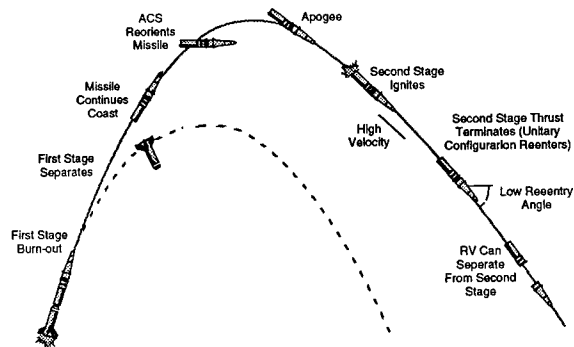 ACS
Reorients
Missile
Apogee
Missile
Continues
Coast
Second Stage
Ignites
High
Velocity
First Stage
Separates
Second Stage Thrust
Terminates (Unitary
Configurarion Reenters)
Low Reeentry
Angle
First Stage
Burn-out
RV Can
Seperate
From Second
Stage